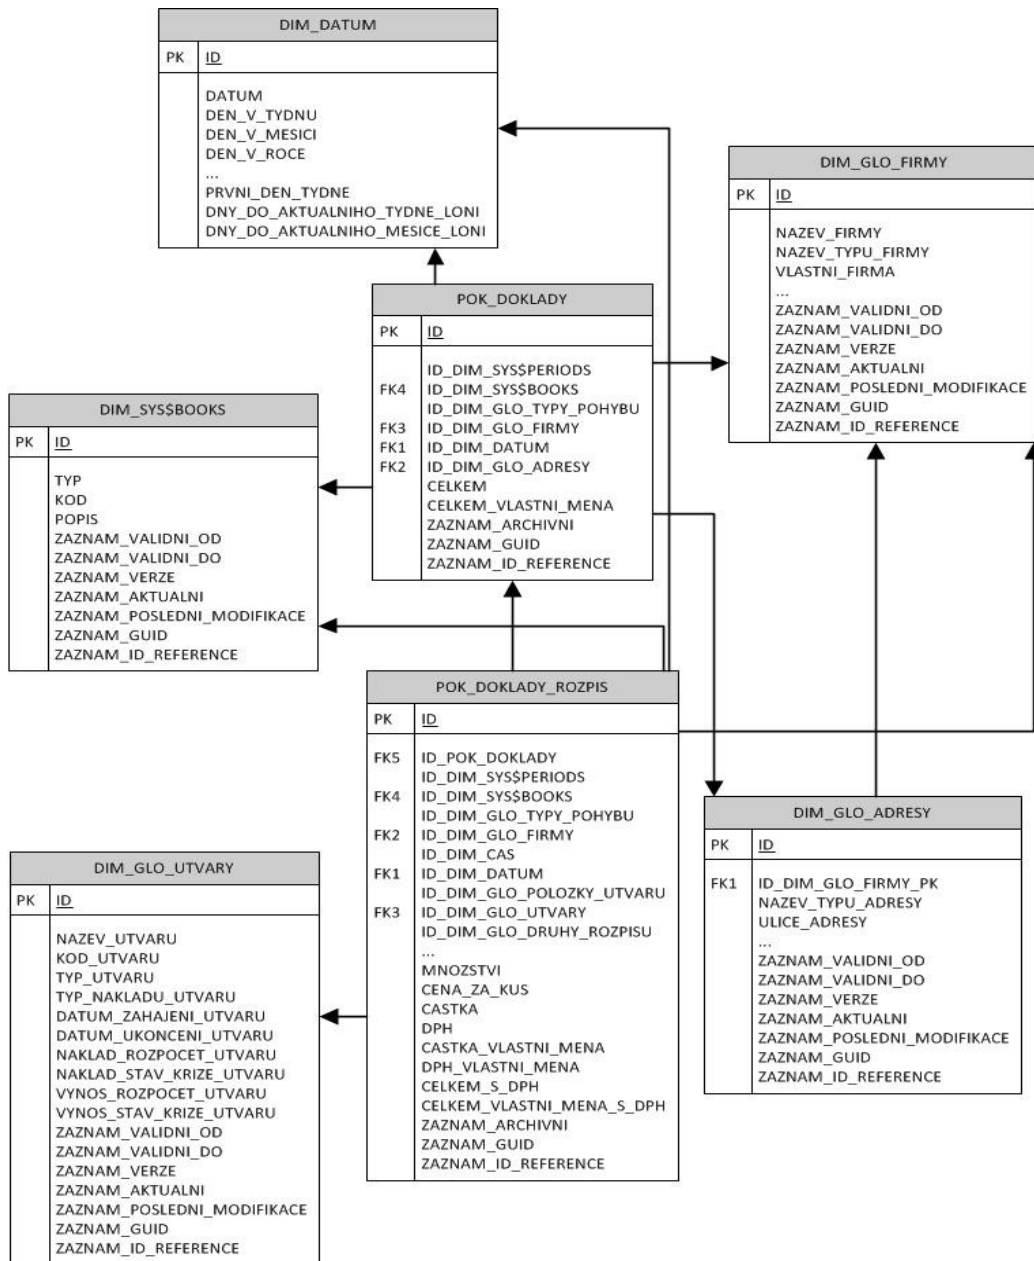 DIM_DATUM
PK ID
DATUM
DEN_V_TYDNU
DEN_V_MESICI
DEN_V_ROCE
...
PRVNI_DEN_TYDNE
DNY_DO_AKTUALNIHO_TYDNE_LONI
DNY_DO_AKTUALNIHO_MESICE_LONI
DIM_GLO_FIRMY
PK ID
NAZEV_FIRMY
NAZEV_TYPU_FIRMY
VLASTNI_FIRMA
...
ZAZNAM_VALIDNI_OD
ZAZNAM_VALIDNI_DO
ZAZNAM_VERZE
ZAZNAM_AKTUALNI
ZAZNAM_POSLEDNI_MODIFIKACE
ZAZNAM_GUID
ZAZNAM_ID_REFERENCE
POK_DOKLADY
PK ID
ID_DIM_SYS$PERIODS
FK4 ID_DIM_SYS$BOOKS
ID_DIM_GLO_TYPY_POHYBU
FK3 ID_DIM_GLO_FIRMY
FK1 ID_DIM_DATUM
FK2 ID_DIM_GLO_ADRESY
CELKEM
CELKEM_VLASTNI_MENA
ZAZNAM_ARCHIVNI
ZAZNAM_GUID
ZAZNAM_ID_REFERENCE
DIM_SYS$BOOKS
PK ID
TYP
KOD
POPIS
ZAZNAM_VALIDNI_OD
ZAZNAM_VALIDNI_DO
ZAZNAM_VERZE
ZAZNAM_AKTUALNI
ZAZNAM_POSLEDNI_MODIFIKACE
ZAZNAM_GUID
ZAZNAM_ID_REFERENCE
POK_DOKLADY_ROZPIS
PK ID
FK5 ID_POK_DOKLADY
ID_DIM_SYS$PERIODS
FK4 ID_DIM_SYS$BOOKS
ID_DIM_GLO_TYPY_POHYBU
FK2 ID_DIM_GLO_FIRMY
ID_DIM_CAS
FK1 ID_DIM_DATUM
ID_DIM_GLO_POLOZKY_UTVARU
FK3 ID_DIM_GLO_UTVARY
ID_DIM_GLO_DRUHY_ROZPISU
...
MNOZSTVI
CENA_ZA_KUS
CASTKA
DPH
CASTKA_VLASTNI_MENA
DPH_VLASTNI_MENA
CELKEM_S_DPH
CELKEM_VLASTNI_MENA_S_DPH
ZAZNAM_ARCHIVNI
ZAZNAM_GUID
ZAZNAM_ID_REFERENCE
DIM_GLO_ADRESY
PK ID
FK1 ID_DIM_GLO_FIRMY_PK
NAZEV_TYPU_ADRESY
ULICE_ADRESY
...
ZAZNAM_VALIDNI_OD
ZAZNAM_VALIDNI_DO
ZAZNAM_VERZE
ZAZNAM_AKTUALNI
ZAZNAM_POSLEDNI_MODIFIKACE
ZAZNAM_GUID
ZAZNAM_ID_REFERENCE
DIM_GLO_UTVARY
PK ID
NAZEV_UTVARU
KOD_UTVARU
TYP_UTVARU
TYP_NAKLADU_UTVARU
DATUM_ZAHAJENI_UTVARU
DATUM_UKONCENI_UTVARU
NAKLAD_ROZPOCET_UTVARU
NAKLAD_STAV_KRIZE_UTVARU
VYNOS_ROZPOCET_UTVARU
VYNOS_STAV_KRIZE_UTVARU
ZAZNAM_VALIDNI_OD
ZAZNAM_VALIDNI_DO
ZAZNAM_VERZE
ZAZNAM_AKTUALNI
ZAZNAM_POSLEDNI_MODIFIKACE
ZAZNAM_GUID
ZAZNAM_ID_REFERENCE